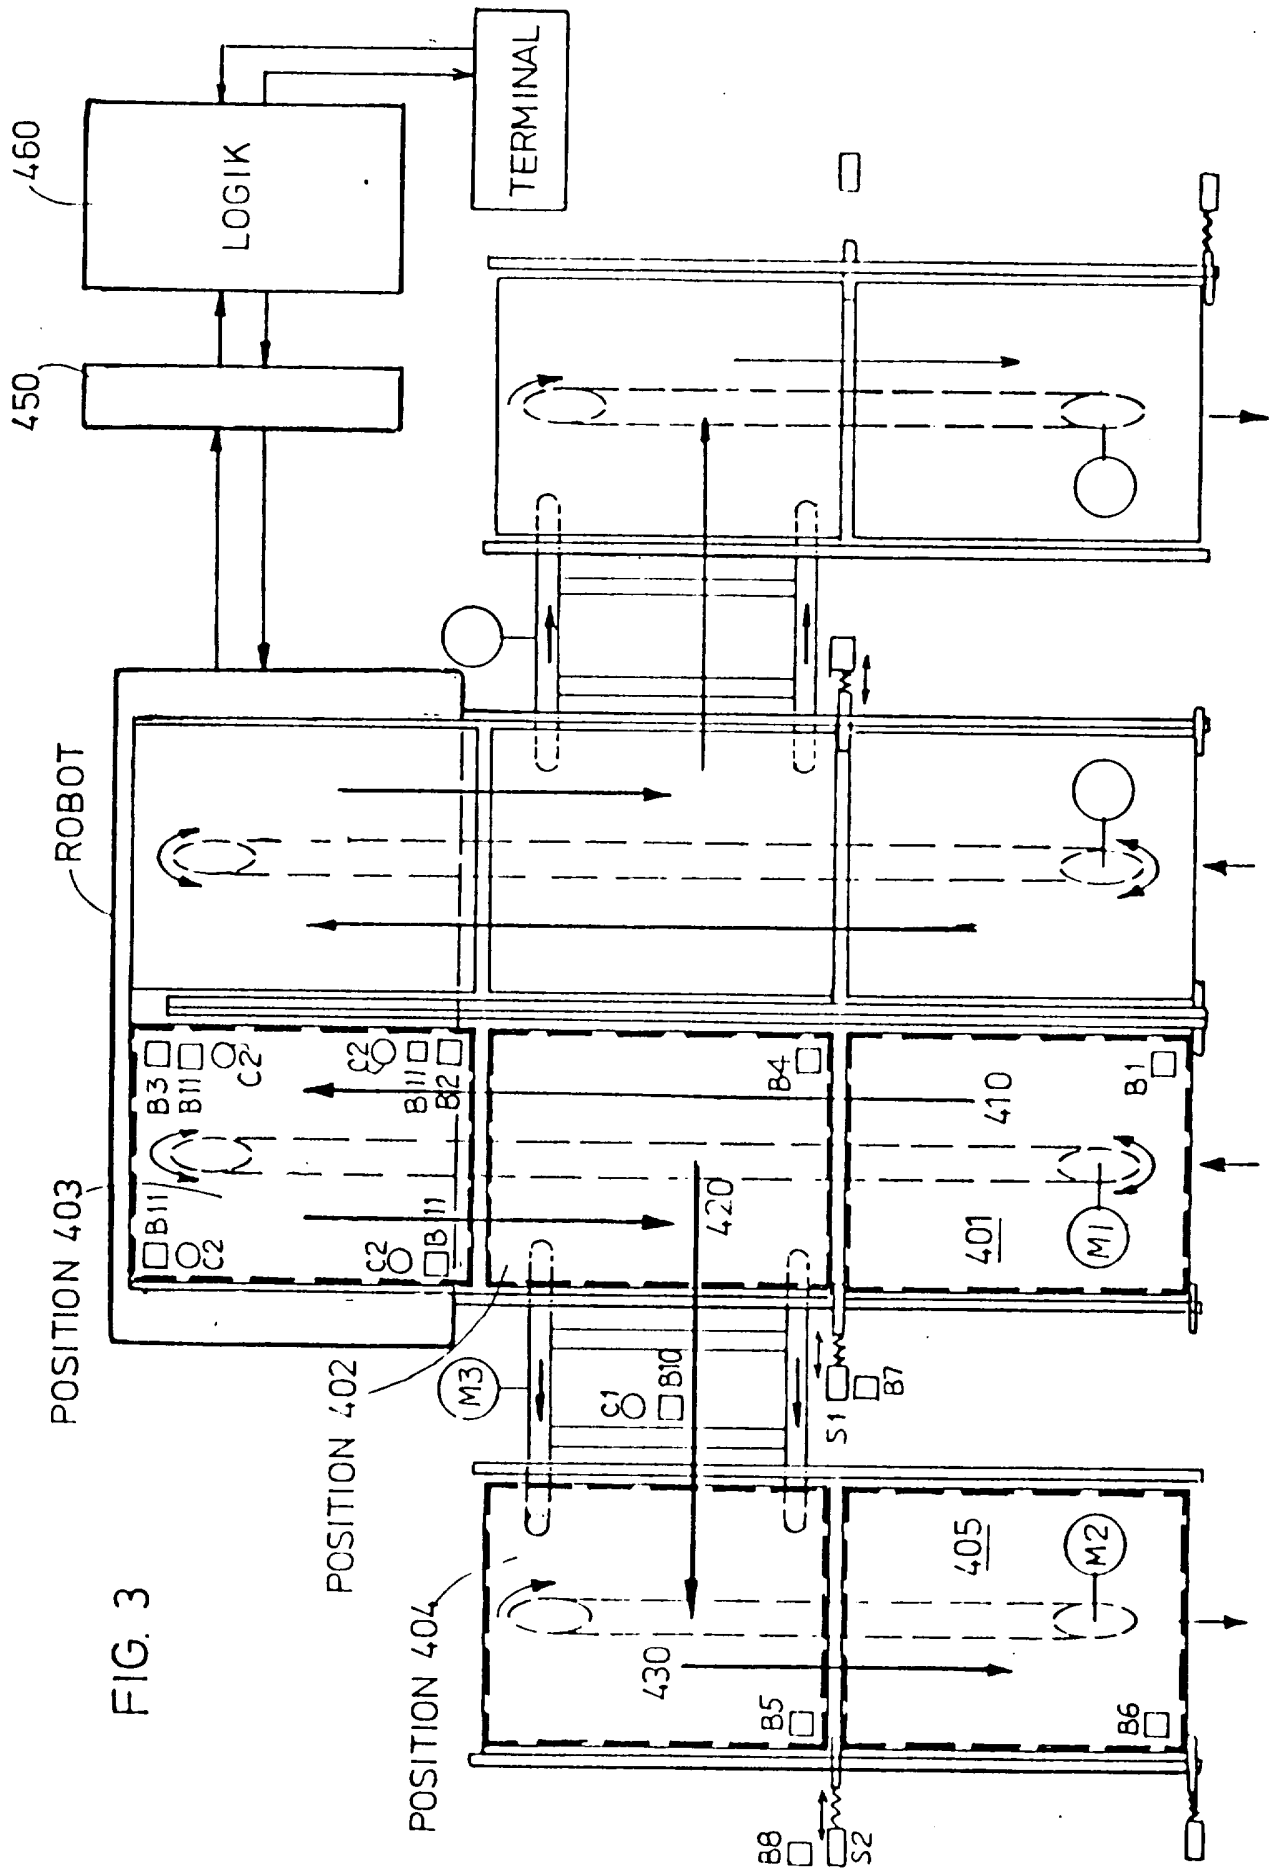 FIG. 3
POSITION 403
ROBOT
450
460
LOGIK
TERMINAL
POSITION 402
POSITION 404
B11
C2
C2
B11
B3
B11
C2
C2
B11
B2
M3
C1
B10
420
B4
410
B1
401
M1
S1
B7
430
B5
405
M2
B6
B8
S2